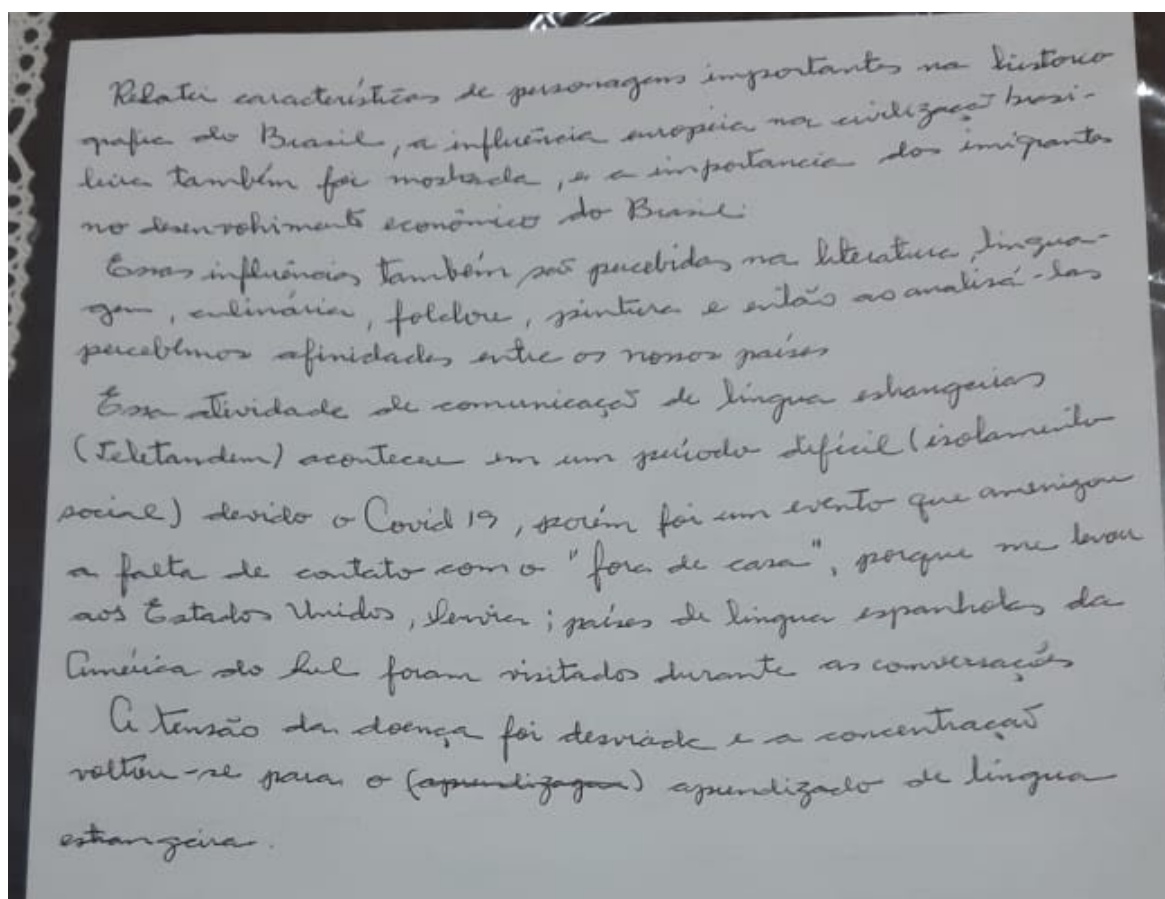 Relatei características de personagens importantes na historio
grafia do Brasil, a influência europeia na civilização brasi-
leira também foi mostrada, e a importancia dos imigrantes
no desenvolvimento econômico do Brasil.
Essas influências também são percebidas na literatura, lingua-
gem, culinária, folclore, pintura e então ao analisá-las
percebemos afinidades entre os nossos países
Essa atividade de comunicação de língua estrangeiras
(Teletandem) aconteceu em um período difícil (isolamento
social) devido o Covid 19, porém foi um evento que amenizou
a falta de contato com o "fora de casa", porque me levou
aos Estados Unidos, ; países de língua espanholas da
América do Sul foram visitados durante as conversações
A tensão da doença foi desviada e a concentração
voltou-se para o (aprendizagem) aprendizado de língua
estrangeira.